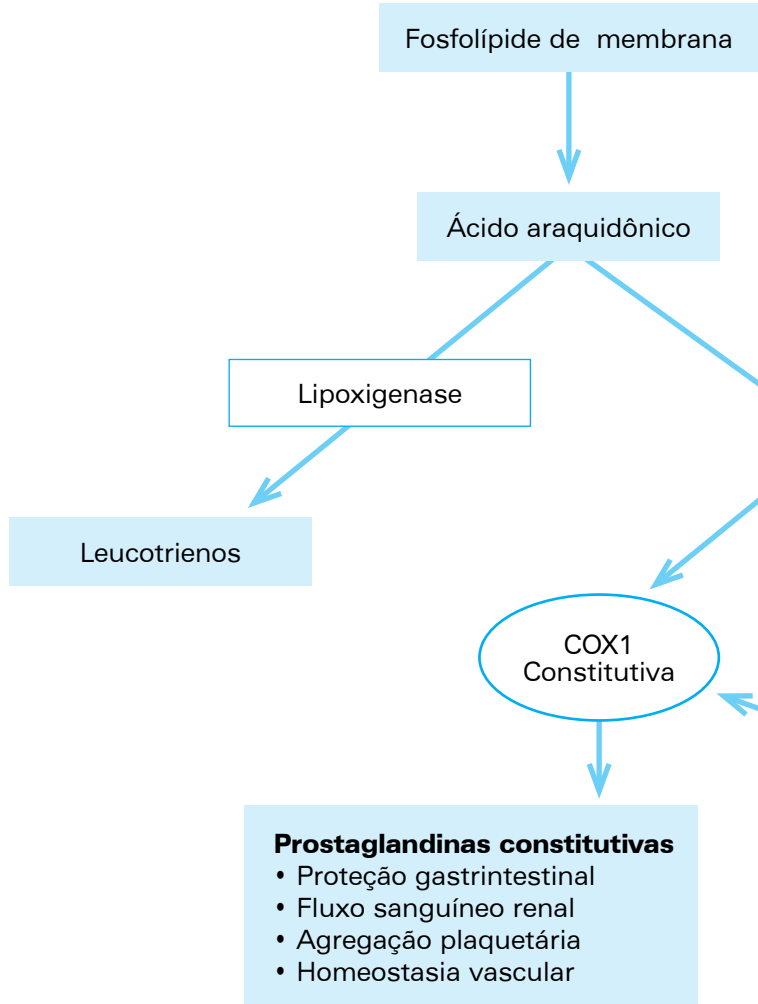 Fosfolípide de membrana
Ácido araquidônico
Lipoxigenase
Leucotrienos
COX1
Constitutiva
Prostaglandinas constitutivas
• Proteção gastrintestinal
• Fluxo sanguíneo renal
• Agregação plaquetária
• Homeostasia vascular